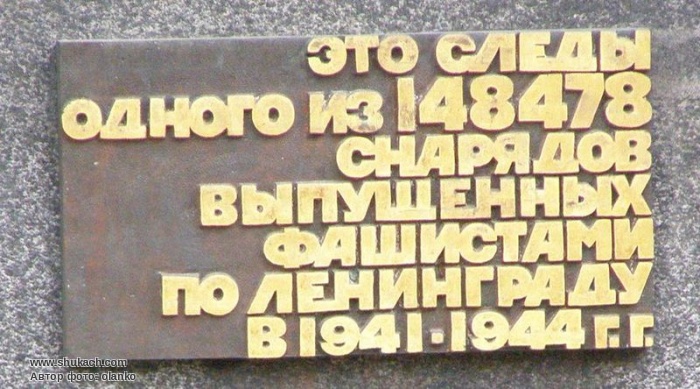 ЭТО СЛЕДЫ
ОДНОГО ИЗ 148478
СНАРЯДОВ
ВЫПУЩЕННЫХ
ФАШИСТАМИ
ПО ЛЕНИНГРАДУ
В 1941·1944 Г.Г.
www.shukach.com
Автор фото: olanko